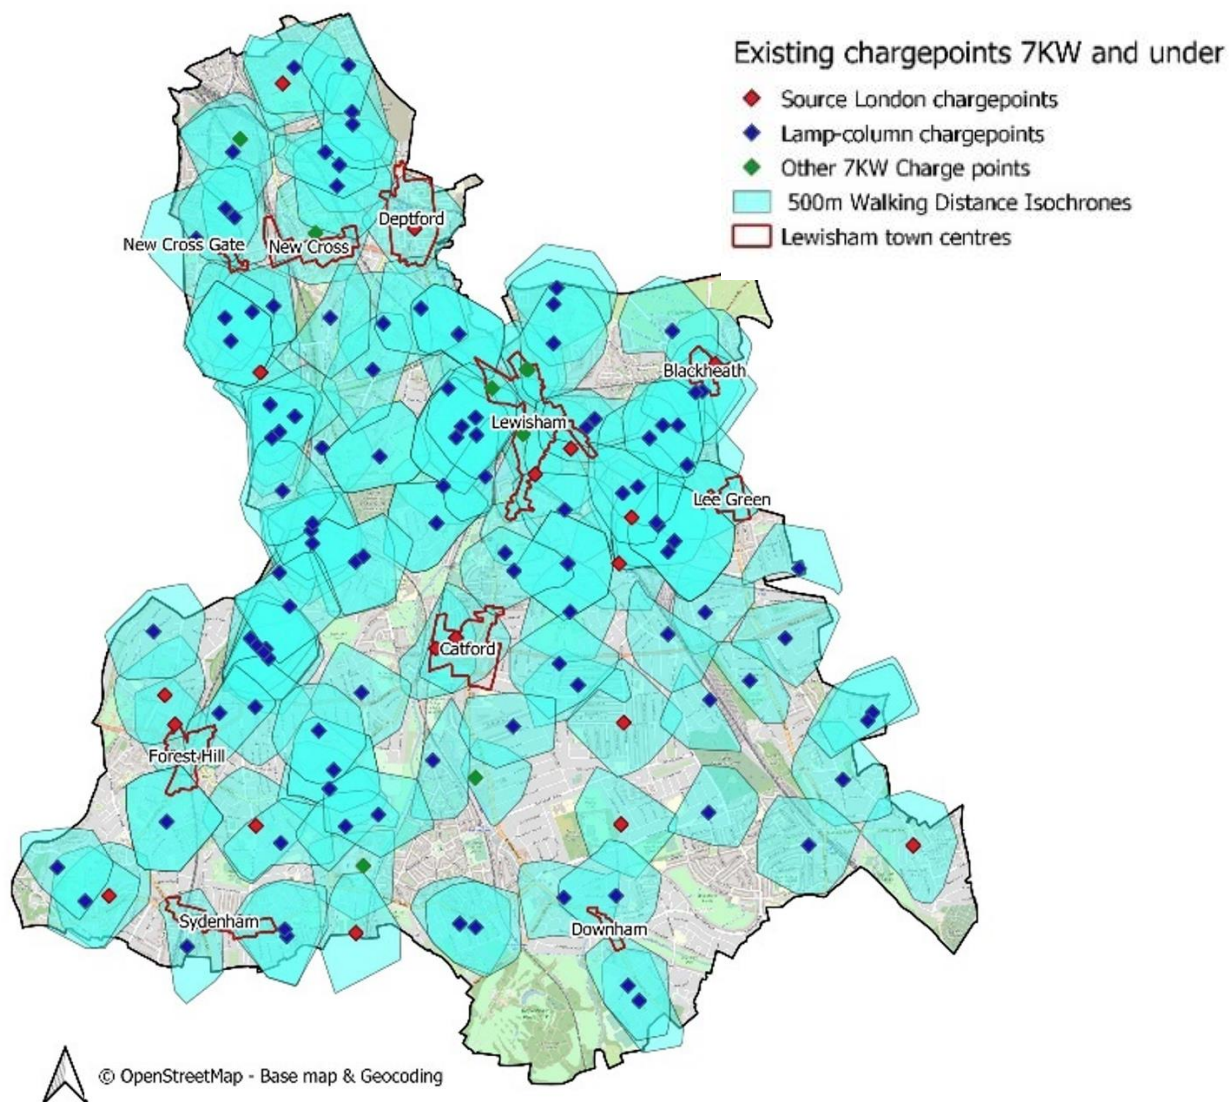 Existing chargepoints 7KW and under
Source London chargepoints
Lamp-column chargepoints
Other 7KW Charge points
500m Walking Distance Isochrones
Lewisham town centres
Deptford
New Cross Gate
New Cross
Blackheath
Lewisham
Lee Green
Catford
Forest Hill
Sydenham
Downham
© OpenStreetMap - Base map & Geocoding